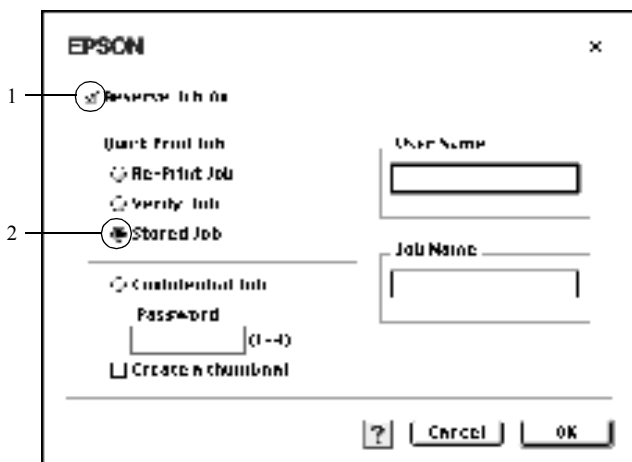 EPSON
×
1
Reserve Job On
Quick Print Job
Re-Print Job
Verify Job
2
Stored Job
Confidential Job
Password
(1-4)
Create a thumbnail
User Name
Job Name
?
Cancel
OK